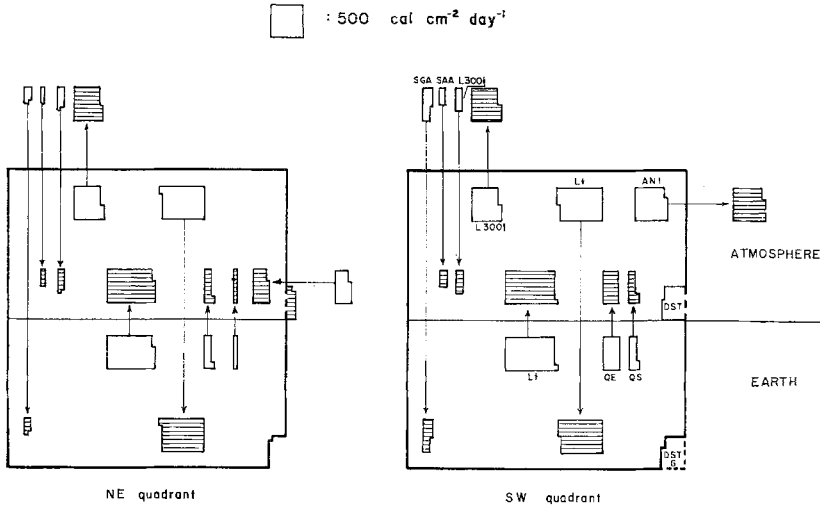 : 500 cal cm⁻² day⁻¹
SGA SAA L300↓
L↓ AN↑
L300↑
ATMOSPHERE
DST
L↑ QE QS
EARTH
DST
G
NE quadrant
SW quadrant